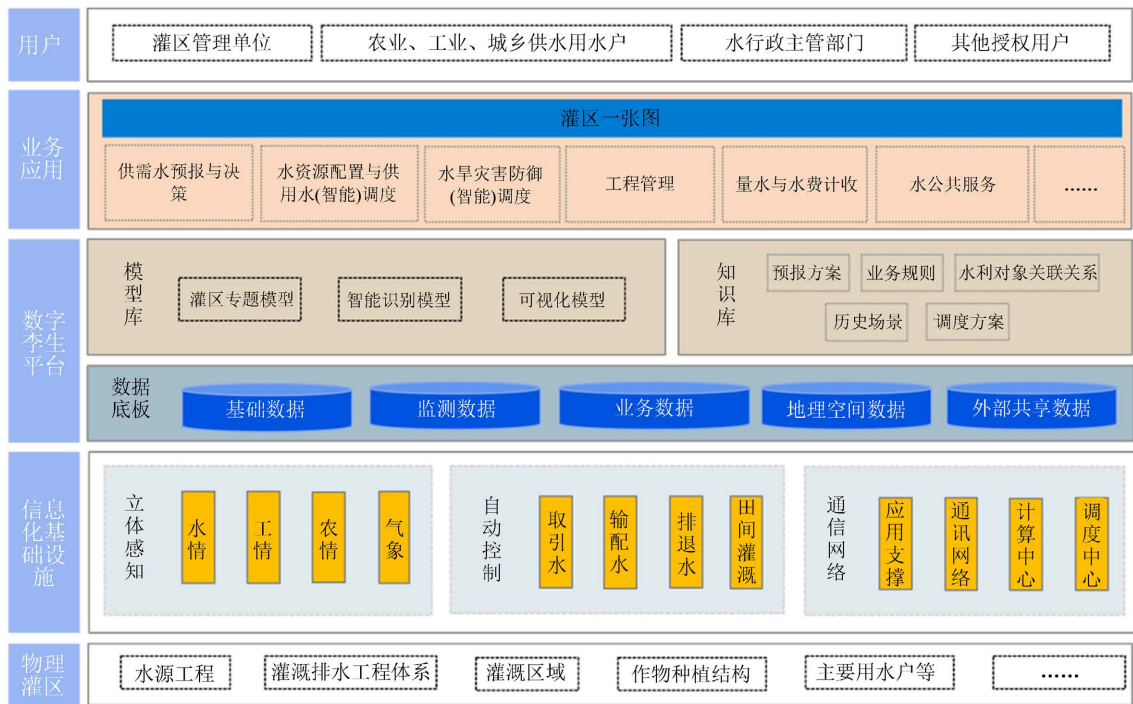 用户
灌区管理单位
农业、工业、城乡供水用水户
水行政主管部门
其他授权用户
业务
应用
灌区一张图
供需水预报与决
策
水资源配置与供
用水(智能)调度
水旱灾害防御
(智能)调度
工程管理
量水与水费计收
水公共服务
......
数字
李生
平台
模
型
库
灌区专题模型
智能识别模型
可视化模型
知
识
库
预报方案
业务规则
水利对象关联关系
历史场景
调度方案
数据
底板
基础数据
监测数据
业务数据
地理空间数据
外部共享数据
信息
化基
础设
施
立
体
感
知
水
情
工
情
农
情
气
象
自
动
控
制
取
引
水
输
配
水
排
退
水
田
间
灌
溉
通
信
网
络
应
用
支
撑
通
讯
网
络
计
算
中
心
调
度
中
心
物理
灌区
水源工程
灌溉排水工程体系
灌溉区域
作物种植结构
主要用水户等
......